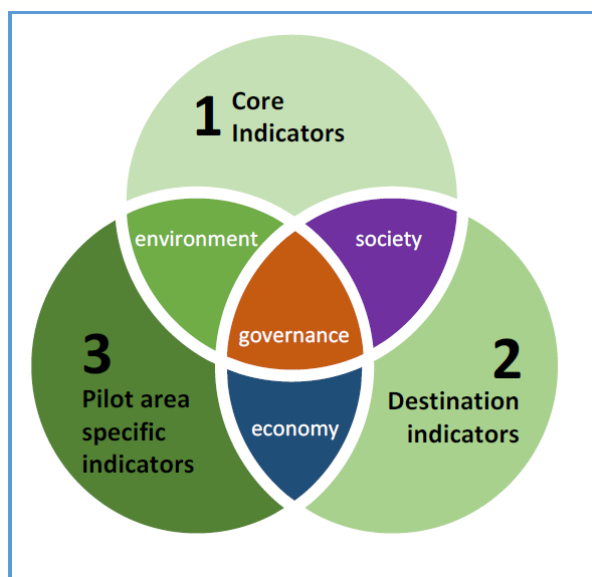 1 Core
Indicators
environment
society
governance
3
Pilot area
specific
indicators
2
Destination
indicators
economy